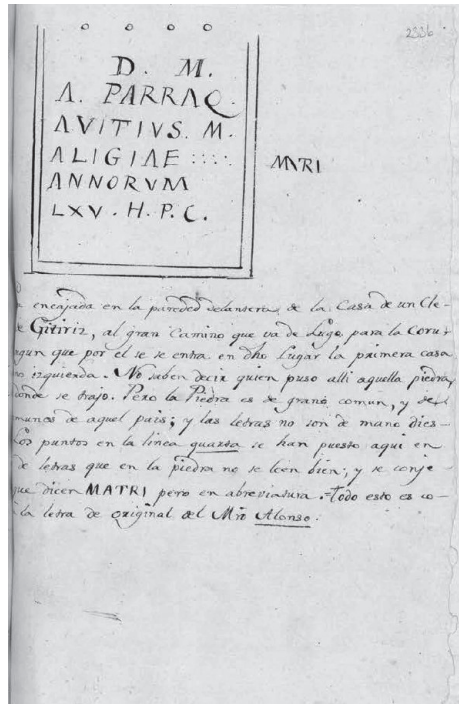 2336
D. M.
A. PARRAQ.
AVITIVS. M.
ALIGIAE ::::
MATRI
ANNORVM
LXV. H. P. C.
encajada en la pared delantera, de la Casa de un Cle-
Gitiriz, al gran Camino que va de Lugo, para la Coru-
gun que por el se entra en dho Lugar la primera casa
no izquierda. No saben decir quien puso alli aquella piedra,
donde se trajo. Pero la Piedra es de grano comun, y de
munas de aquel pais; y las letras no son de mano dies-
Los puntos en la linea quarta se han puesto aqui en
de letras que en la piedra no se leen bien; y se conje
que dicen MATRI pero en abreviatura. Todo esto es co-
la letra de original del Mro Alonso.